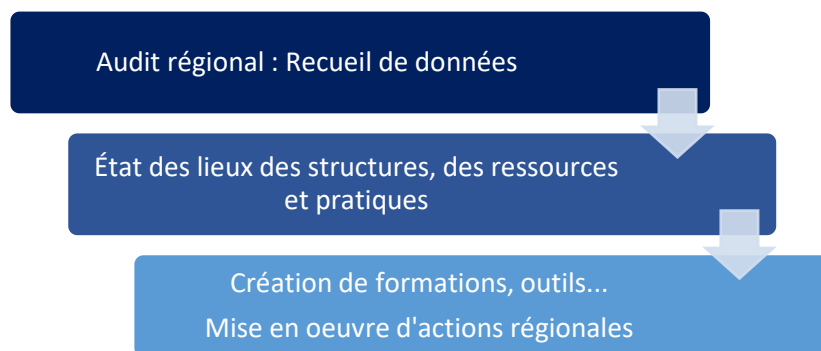 Audit régional : Recueil de données
État des lieux des structures, des ressources
et pratiques
Création de formations, outils...
Mise en oeuvre d'actions régionales